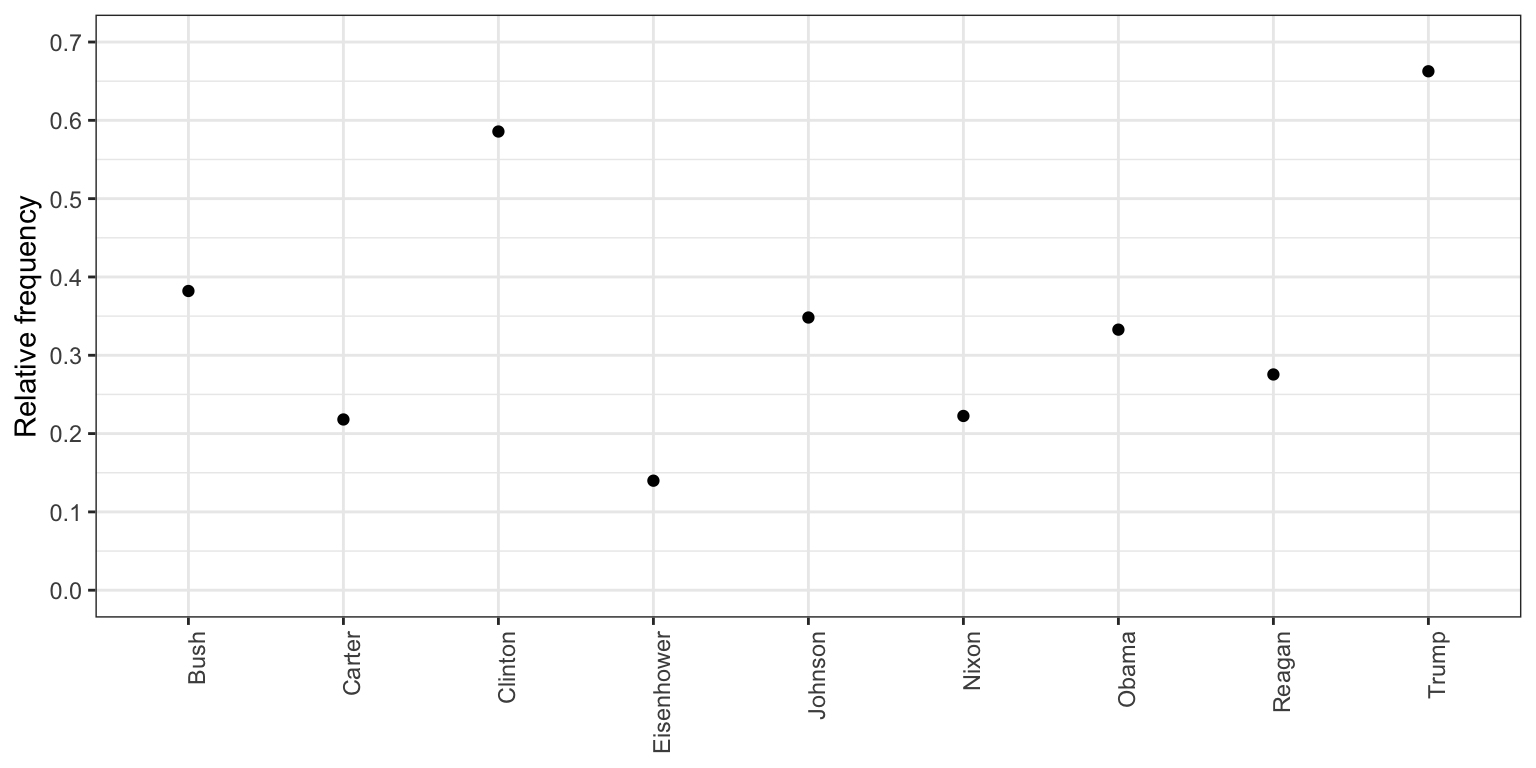 Relative frequency
0.7
0.6
0.5
0.4
0.3
0.2
0.1
0.0
Bush
Carter
Clinton
Eisenhower
Johnson
Nixon
Obama
Reagan
Trump